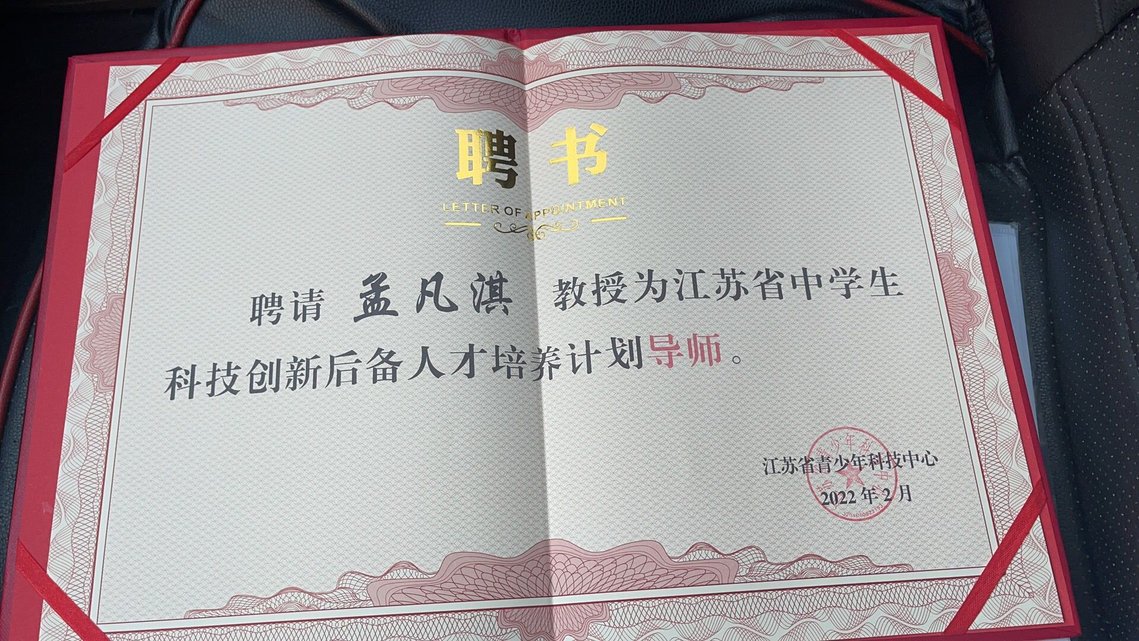 聘书
LETTER OF APPOINTMENT
聘请 孟凡淇 教授为江苏省中学生
科技创新后备人才培养计划导师。
江苏省青少年科技中心
2022年2月